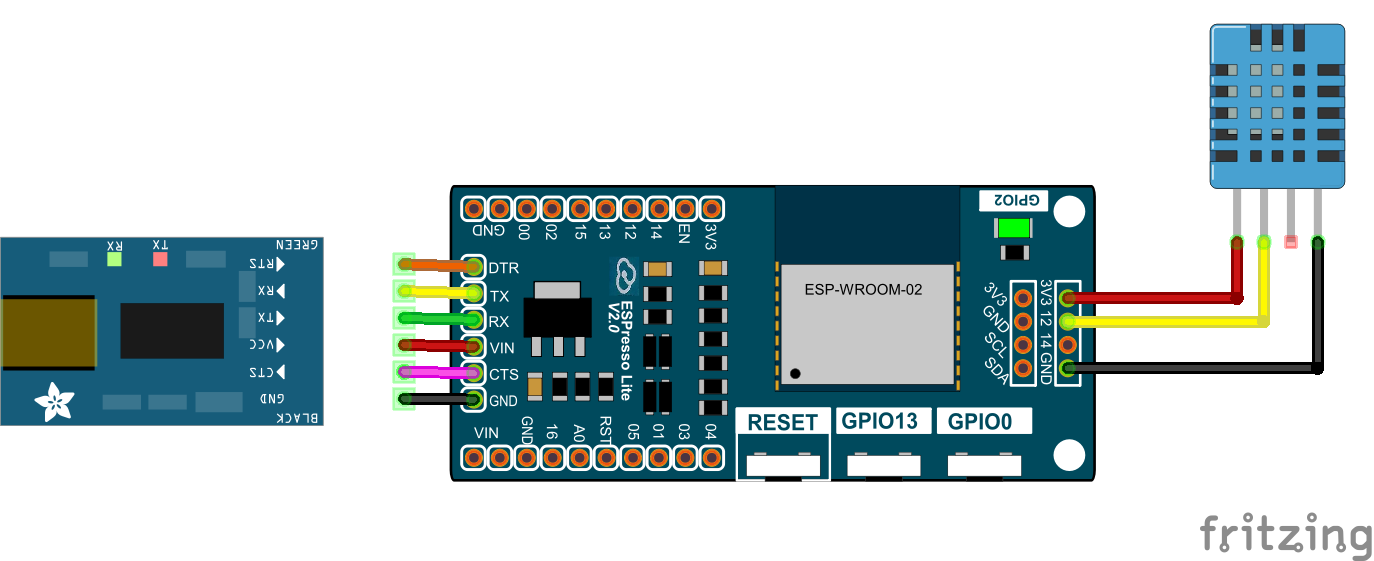 GREEN
RX TX
RTS
RX
TX
VCC
CTS
GND
BLACK
GND 00 02 15 13 12 14 EN 3V3
DTR
TX
RX
VIN
CTS
GND
ESPresso Lite
V2.0
ESP-WROOM-02
GPIO2
3V3
GND
SCL
SDA
3V3
12
14
GND
VIN GND 16 A0 RST 05 01 03 04
RESET GPIO13 GPIO0
fritzing